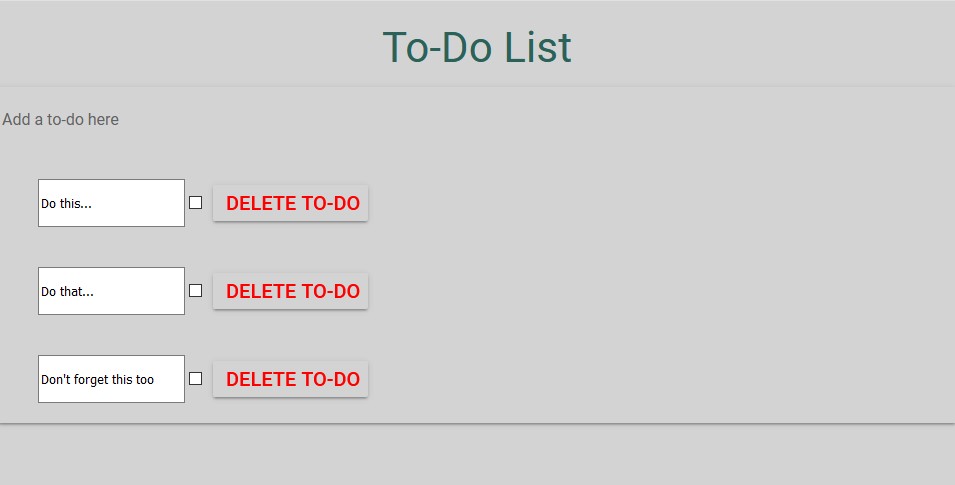 To-Do List
Add a to-do here
Do this...
DELETE TO-DO
Do that...
DELETE TO-DO
Don't forget this too
DELETE TO-DO